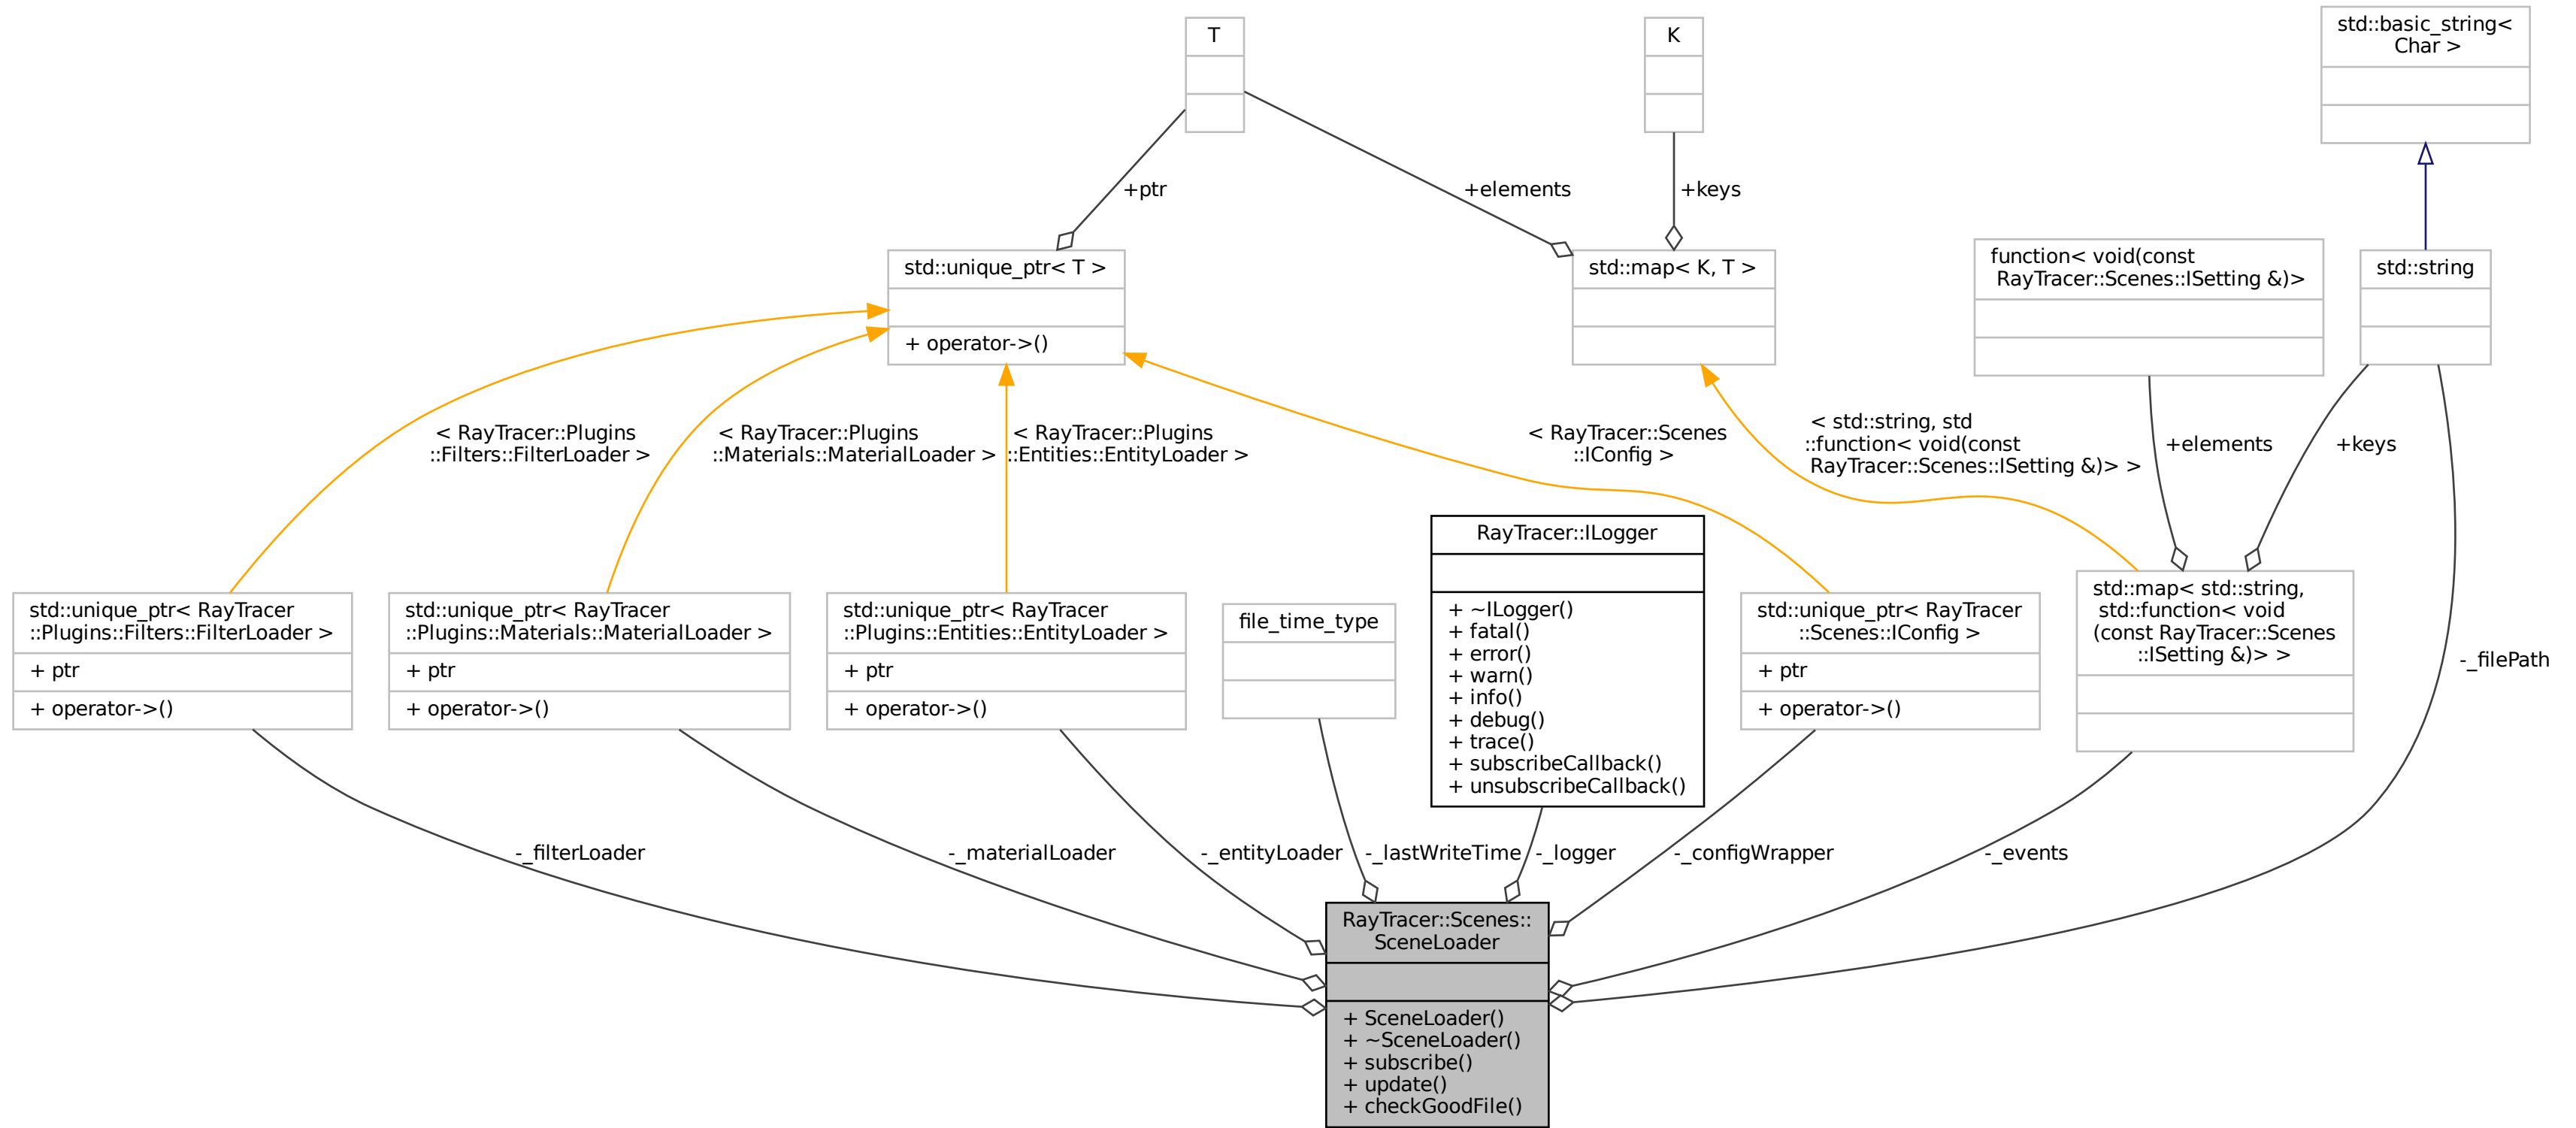 T
K
std::basic_string<
Char >
+ptr
+elements
+keys
std::unique_ptr< T >
+ operator->()
std::map< K, T >
function< void(const
RayTracer::Scenes::ISetting &)>
std::string
< RayTracer::Plugins
::Filters::FilterLoader >
< RayTracer::Plugins
::Materials::MaterialLoader >
< RayTracer::Plugins
::Entities::EntityLoader >
< RayTracer::Scenes
::IConfig >
< std::string, std
::function< void(const
RayTracer::Scenes::ISetting &)> >
+elements
+keys
std::unique_ptr< RayTracer
::Plugins::Filters::FilterLoader >
+ ptr
+ operator->()
std::unique_ptr< RayTracer
::Plugins::Materials::MaterialLoader >
+ ptr
+ operator->()
std::unique_ptr< RayTracer
::Plugins::Entities::EntityLoader >
+ ptr
+ operator->()
file_time_type
RayTracer::ILogger
+ ~ILogger()
+ fatal()
+ error()
+ warn()
+ info()
+ debug()
+ trace()
+ subscribeCallback()
+ unsubscribeCallback()
std::unique_ptr< RayTracer
::Scenes::IConfig >
+ ptr
+ operator->()
std::map< std::string,
std::function< void
(const RayTracer::Scenes
::ISetting &)> >
-_filePath
-_filterLoader
-_materialLoader
-_entityLoader
-_lastWriteTime
-_logger
-_configWrapper
-_events
RayTracer::Scenes::
SceneLoader
+ SceneLoader()
+ ~SceneLoader()
+ subscribe()
+ update()
+ checkGoodFile()